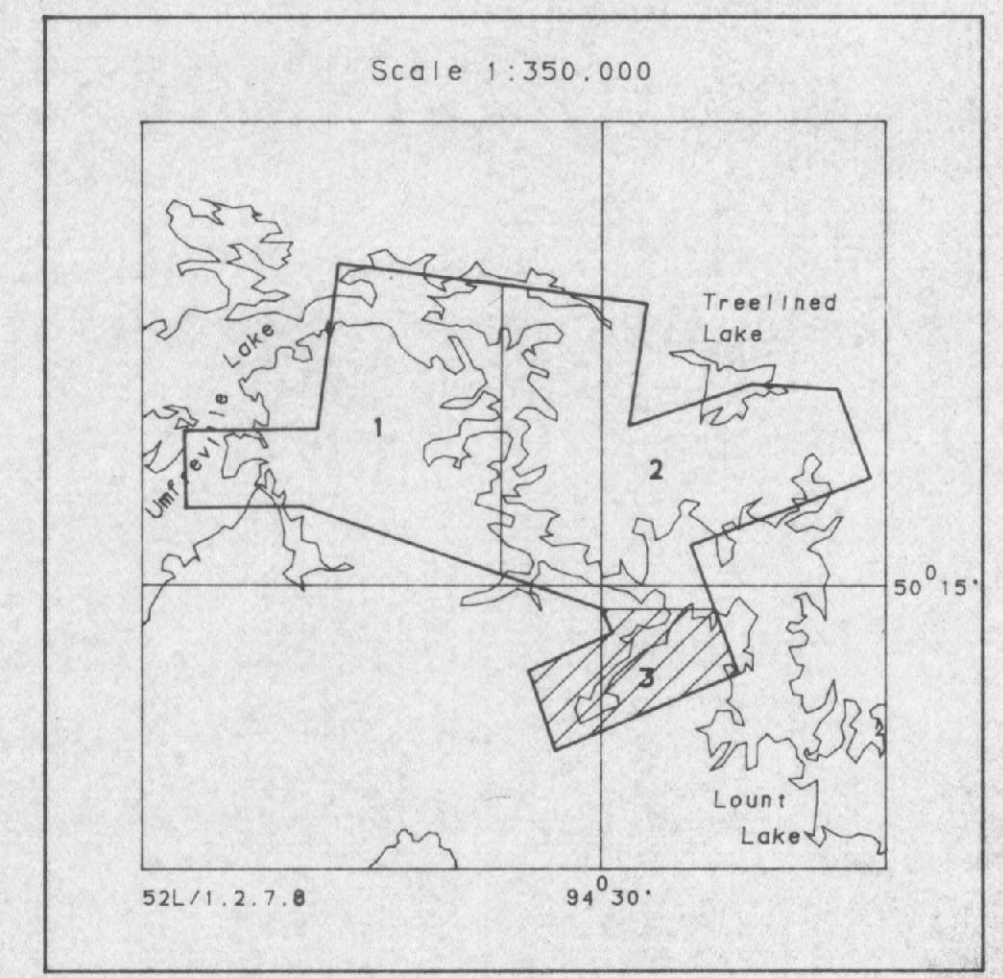 Scale 1:350.000
Treelined
Lake
Umfreville Lake
1
2
3
50° 15'
Lount
Lake
52L/1.2.7.8
94° 30'